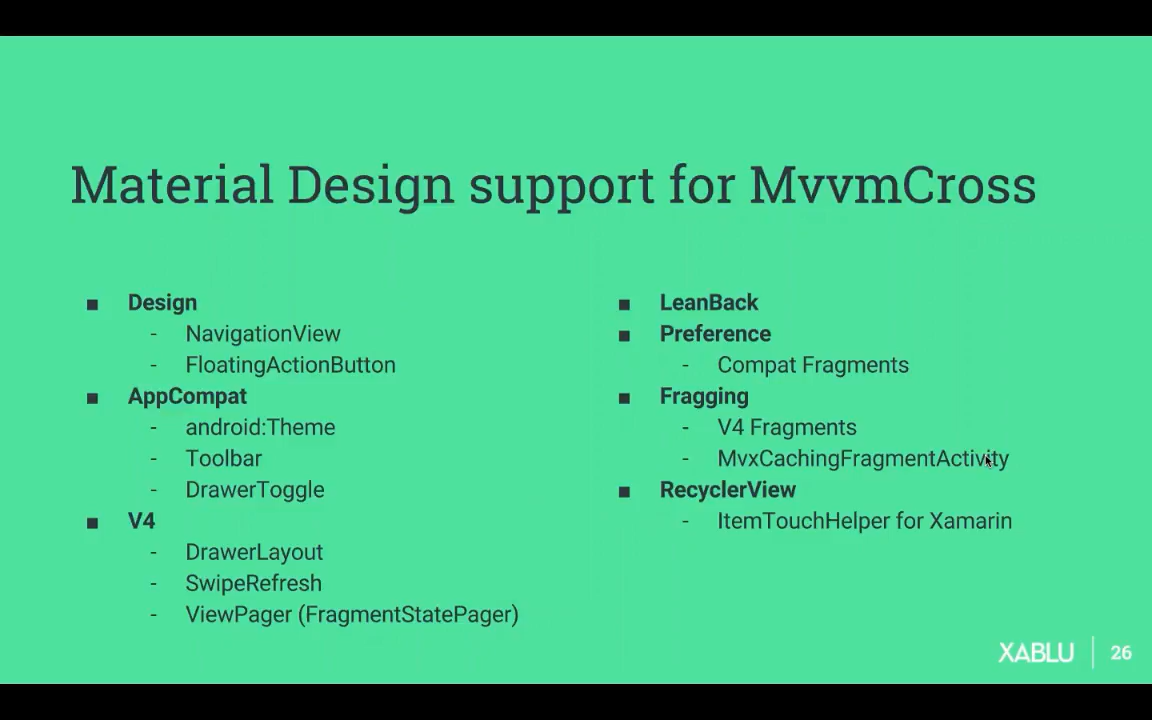 Material Design support for MvvmCross
■ Design
- NavigationView
- FloatingActionButton
■ AppCompat
- android:Theme
- Toolbar
- DrawerToggle
■ V4
- DrawerLayout
- SwipeRefresh
- ViewPager (FragmentStatePager)
■ LeanBack
■ Preference
- Compat Fragments
■ Fragging
- V4 Fragments
- MvxCachingFragmentActivity
■ RecyclerView
- ItemTouchHelper for Xamarin
XABLU | 26